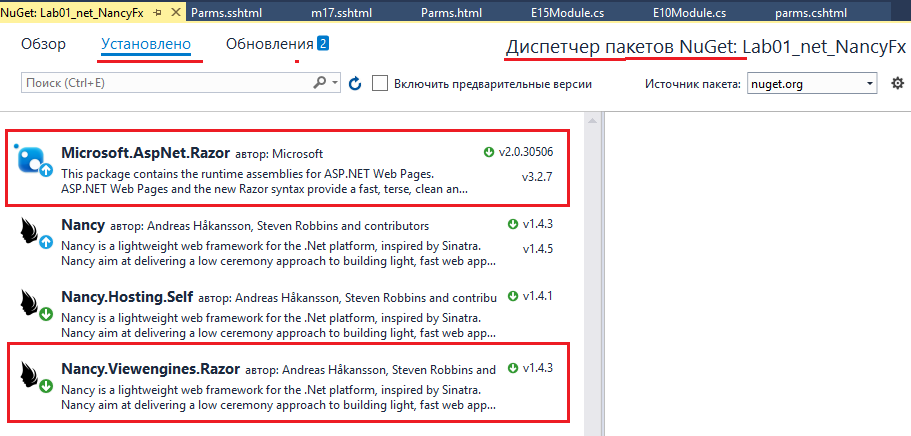 NuGet: Lab01_net_NancyFx
Parms.sshtml
m17.sshtml
Parms.html
E15Module.cs
E10Module.cs
parms.cshtml
Обзор
Установлено
Обновления 2
Диспетчер пакетов NuGet: Lab01_net_NancyFx
Поиск (Ctrl+E)
Включить предварительные версии
Источник пакета: nuget.org
Microsoft.AspNet.Razor автор: Microsoft
v2.0.30506
This package contains the runtime assemblies for ASP.NET Web Pages.
v3.2.7
ASP.NET Web Pages and the new Razor syntax provide a fast, terse, clean an...
Nancy автор: Andreas Håkansson, Steven Robbins and contributors
v1.4.3
Nancy is a lightweight web framework for the .Net platform, inspired by Sinatra.
v1.4.5
Nancy aim at delivering a low ceremony approach to building light, fast web app...
Nancy.Hosting.Self автор: Andreas Håkansson, Steven Robbins and contribu
v1.4.1
Nancy is a lightweight web framework for the .Net platform, inspired by Sinatra.
Nancy aim at delivering a low ceremony approach to building light, fast web app...
Nancy.Viewengines.Razor автор: Andreas Håkansson, Steven Robbins and
v1.4.3
Nancy is a lightweight web framework for the .Net platform, inspired by Sinatra.
Nancy aim at delivering a low ceremony approach to building light, fast web app...